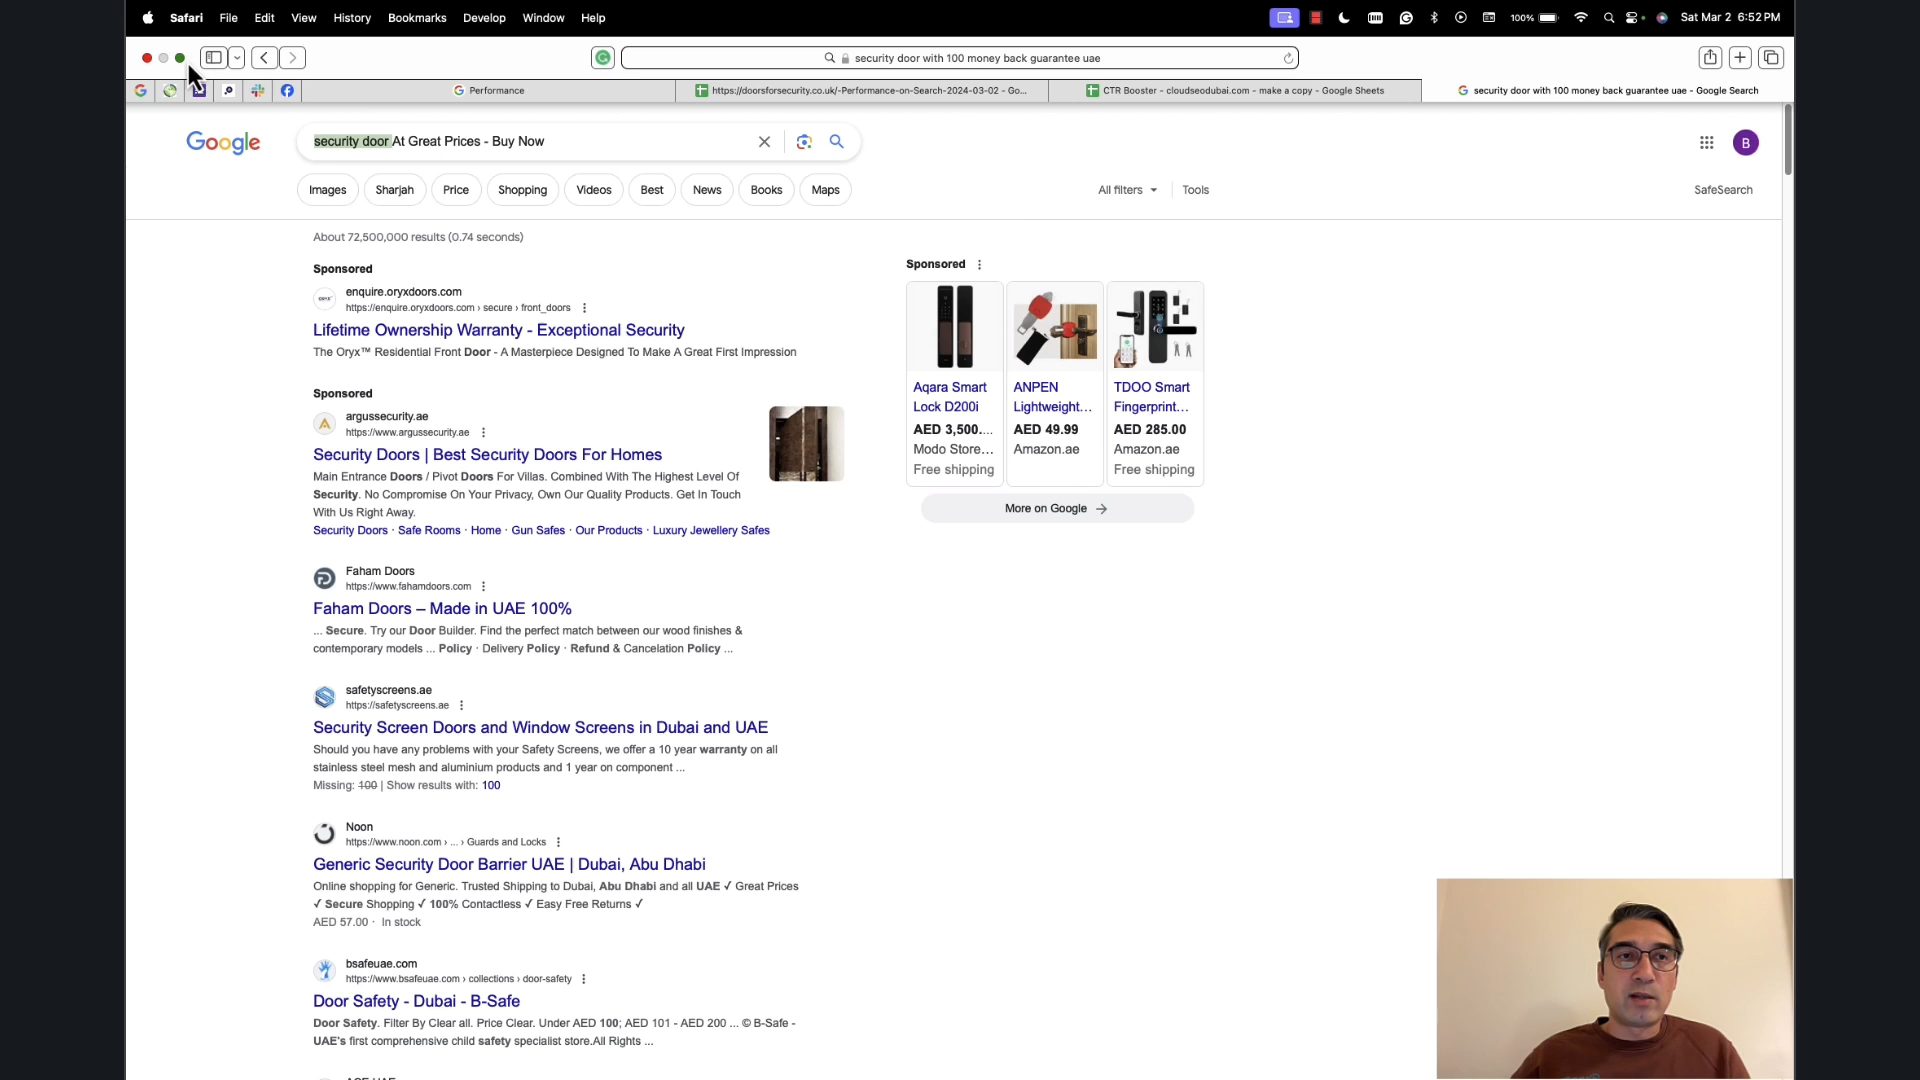 Safari File Edit View History Bookmarks Develop Window Help
100%
Sat Mar 2 6:52 PM
security door with 100 money back guarantee uae
Performance
https://doorsforsecurity.co.uk/-Performance-on-Search-2024-03-02 - Go...
CTR Booster - cloudseodubai.com - make a copy - Google Sheets
security door with 100 money back guarantee uae - Google Search
Google
security door At Great Prices - Buy Now
B
Images
Sharjah
Price
Shopping
Videos
Best
News
Books
Maps
All filters
Tools
SafeSearch
About 72,500,000 results (0.74 seconds)
Sponsored
enquire.oryxdoors.com
https://enquire.oryxdoors.com › secure › front_doors
Lifetime Ownership Warranty - Exceptional Security
The Oryx™ Residential Front Door - A Masterpiece Designed To Make A Great First Impression
Sponsored
argussecurity.ae
https://www.argussecurity.ae
Security Doors | Best Security Doors For Homes
Main Entrance Doors / Pivot Doors For Villas. Combined With The Highest Level Of
Security. No Compromise On Your Privacy, Own Our Quality Products. Get In Touch
With Us Right Away.
Security Doors · Safe Rooms · Home · Gun Safes · Our Products · Luxury Jewellery Safes
Faham Doors
https://www.fahamdoors.com
Faham Doors – Made in UAE 100%
... Secure. Try our Door Builder. Find the perfect match between our wood finishes &
contemporary models ... Policy · Delivery Policy · Refund & Cancelation Policy ...
safetyscreens.ae
https://safetyscreens.ae
Security Screen Doors and Window Screens in Dubai and UAE
Should you have any problems with your Safety Screens, we offer a 10 year warranty on all
stainless steel mesh and aluminium products and 1 year on component ...
Missing: 100 | Show results with: 100
Noon
https://www.noon.com › ... › Guards and Locks
Generic Security Door Barrier UAE | Dubai, Abu Dhabi
Online shopping for Generic. Trusted Shipping to Dubai, Abu Dhabi and all UAE ✓ Great Prices
✓ Secure Shopping ✓ 100% Contactless ✓ Easy Free Returns ✓
AED 57.00 · In stock
bsafeuae.com
https://www.bsafeuae.com › collections › door-safety
Door Safety - Dubai - B-Safe
Door Safety. Filter By Clear all. Price Clear. Under AED 100; AED 101 - AED 200 ... © B-Safe -
UAE's first comprehensive child safety specialist store.All Rights ...
Sponsored
Aqara Smart
Lock D200i
AED 3,500....
Modo Store...
Free shipping
ANPEN
Lightweight...
AED 49.99
Amazon.ae
TDOO Smart
Fingerprint...
AED 285.00
Amazon.ae
Free shipping
More on Google →